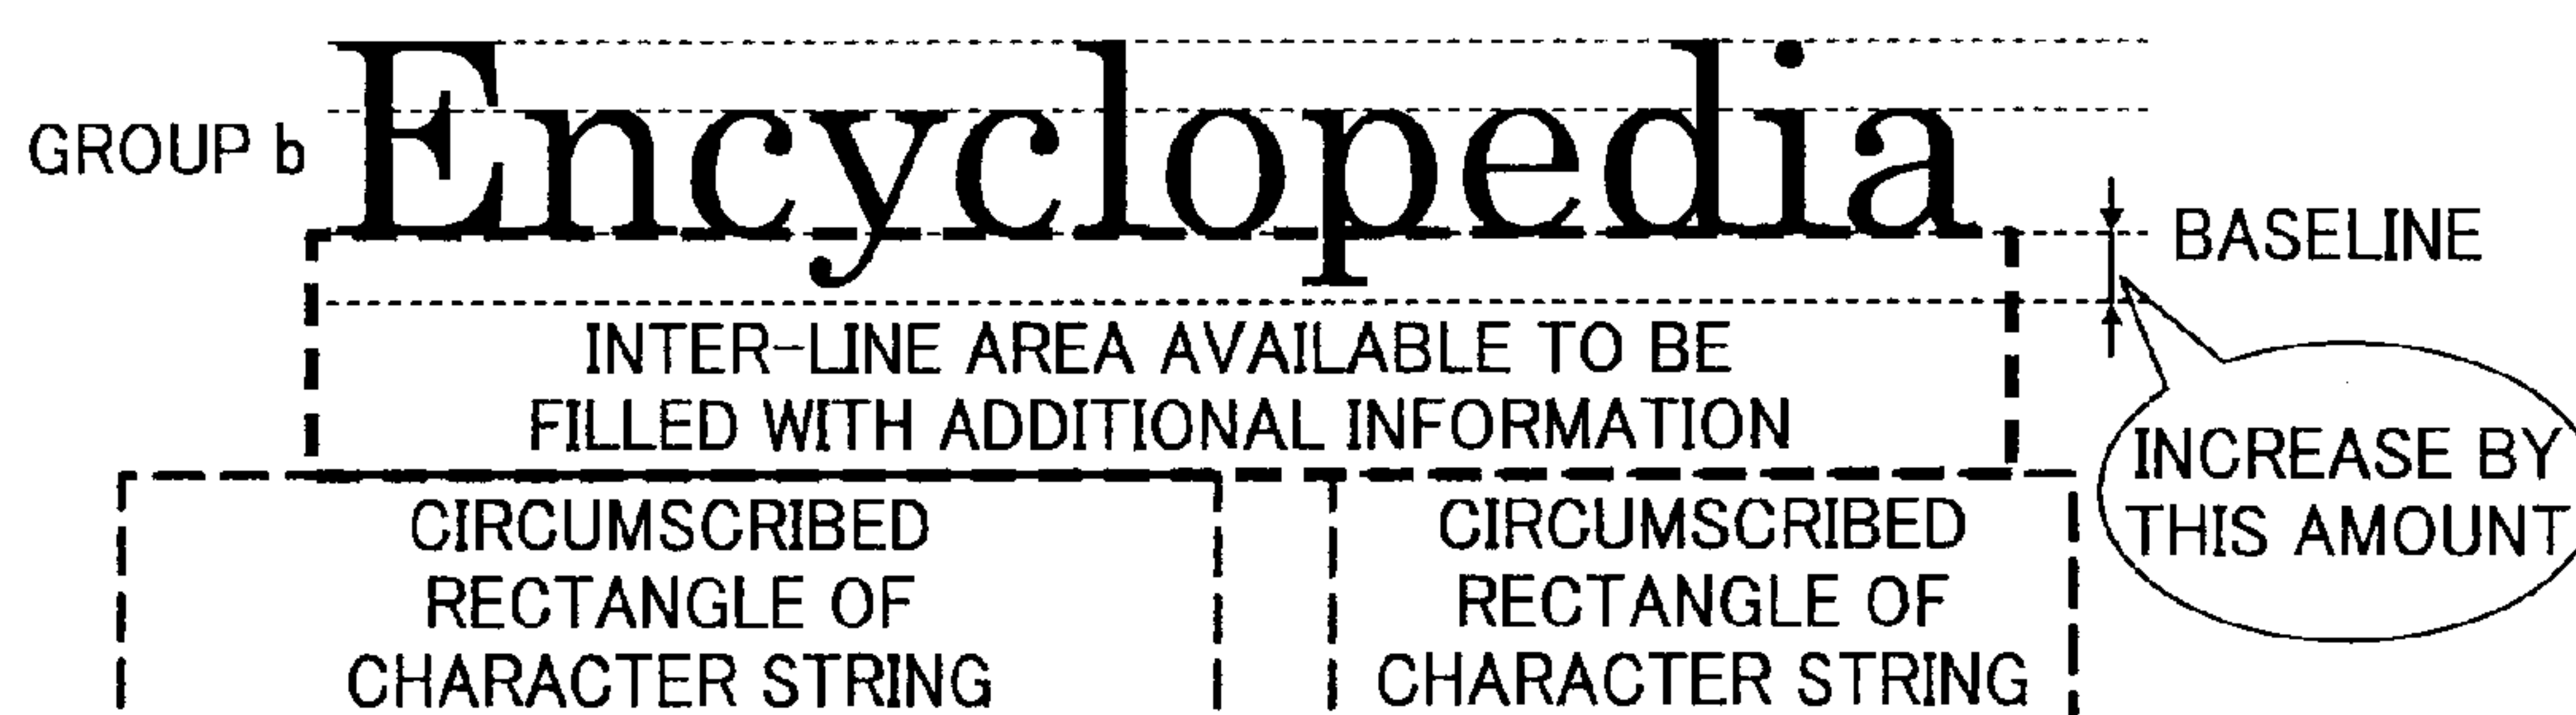 Encyclopedia
GROUP b
BASELINE
INTER-LINE AREA AVAILABLE TO BE
FILLED WITH ADDITIONAL INFORMATION
INCREASE BY
THIS AMOUNT
CIRCUMSCRIBED
RECTANGLE OF
CHARACTER STRING
CIRCUMSCRIBED
RECTANGLE OF
CHARACTER STRING